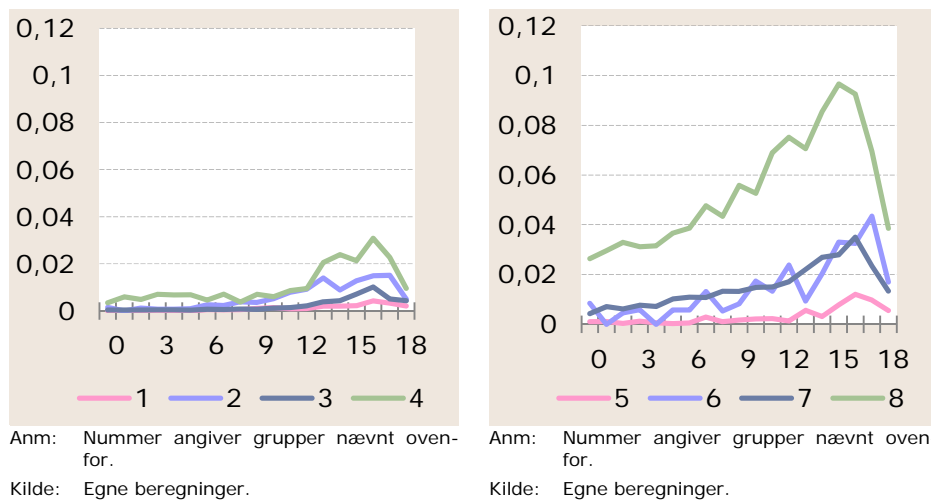 0,12
0,1
0,08
0,06
0,04
0,02
0
0 3 6 9 12 15 18
1 2 3 4
Anm: Nummer angiver grupper nævnt oven-
for.
Kilde: Egne beregninger.
0,12
0,1
0,08
0,06
0,04
0,02
0
0 3 6 9 12 15 18
5 6 7 8
Anm: Nummer angiver grupper nævnt oven
for.
Kilde: Egne beregninger.